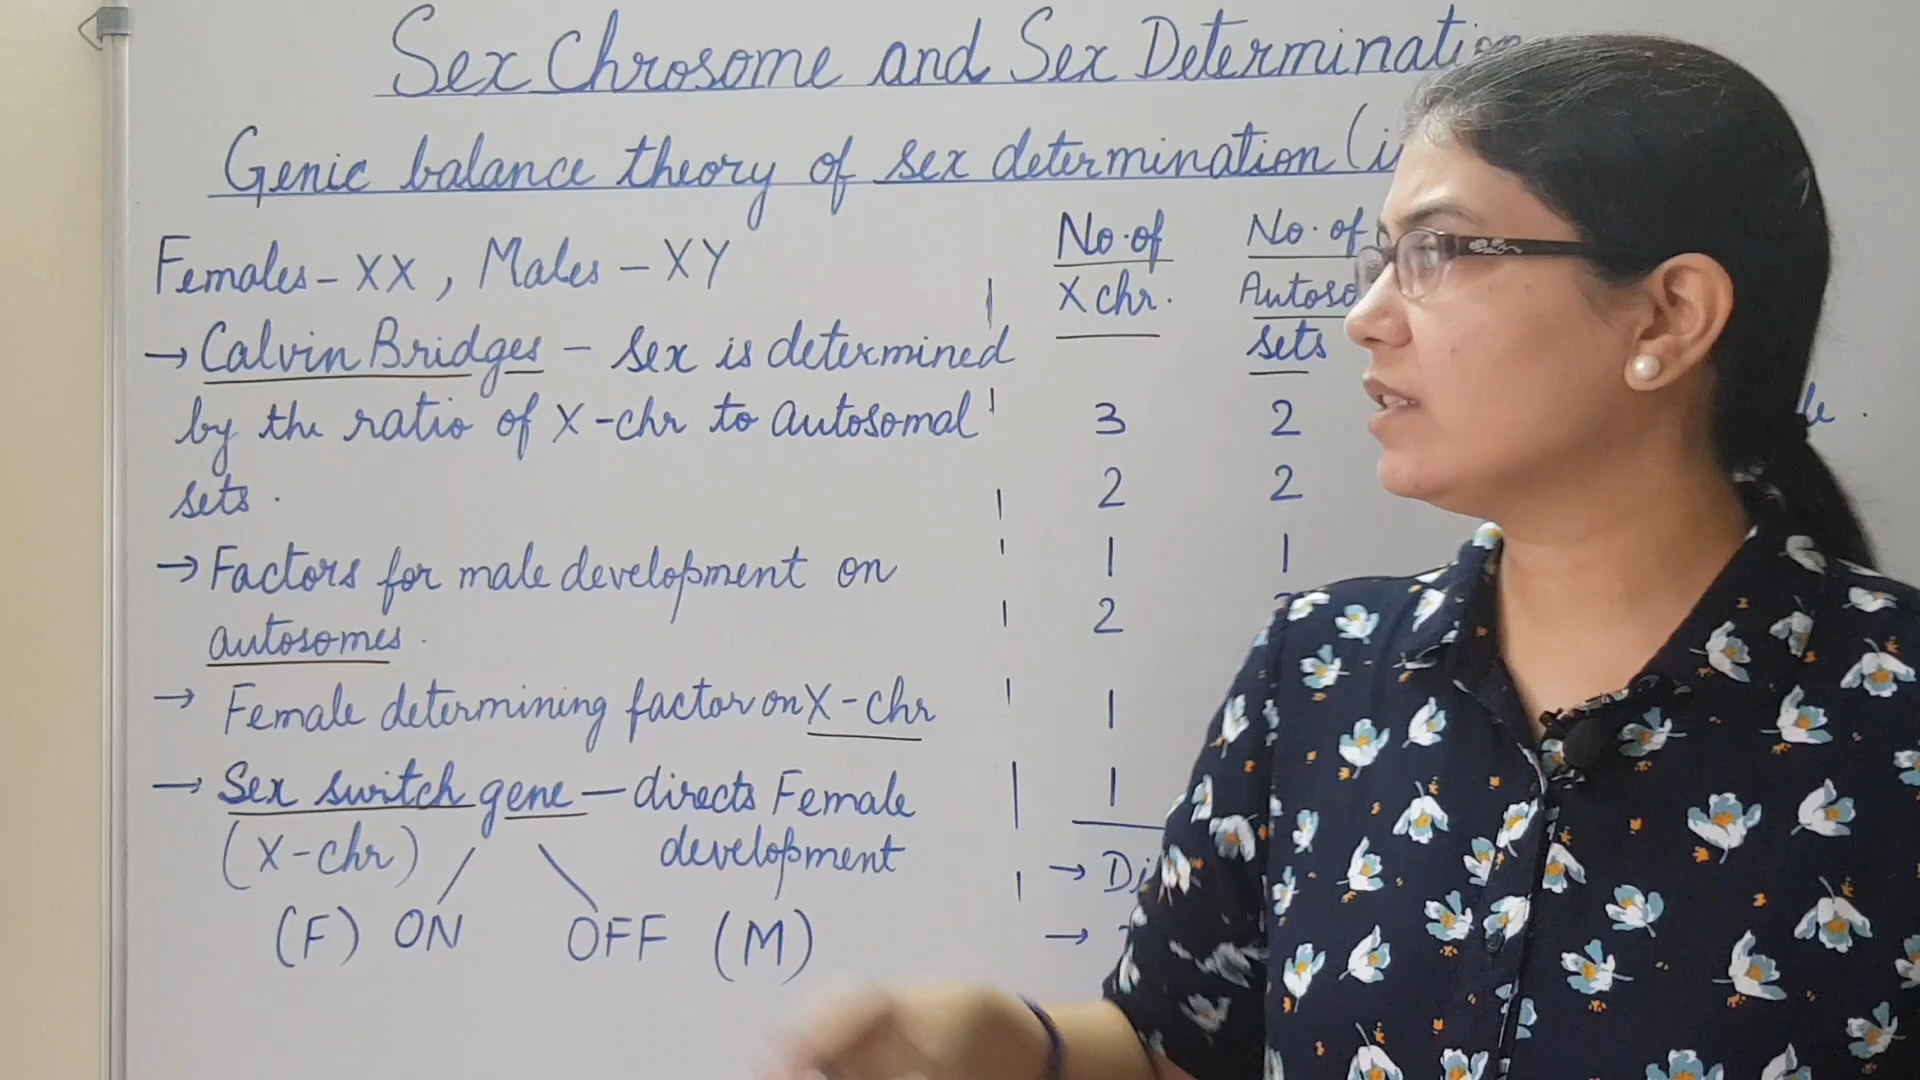 Sex Chrosome and Sex Determination
Genic balance theory of sex determination (i
Females - XX, Males - XY
→ Calvin Bridges - sex is determined
by the ratio of X-chr to autosomal
sets.
→ Factors for male development on
autosomes.
→ Female determining factor on X-chr
→ Sex switch gene - directs Female
(X-chr) development
(F) ON OFF (M)
No. of No. of
X chr. Autoso
sets
3 2
2 2
1 1
2
1
1
→ Di
→